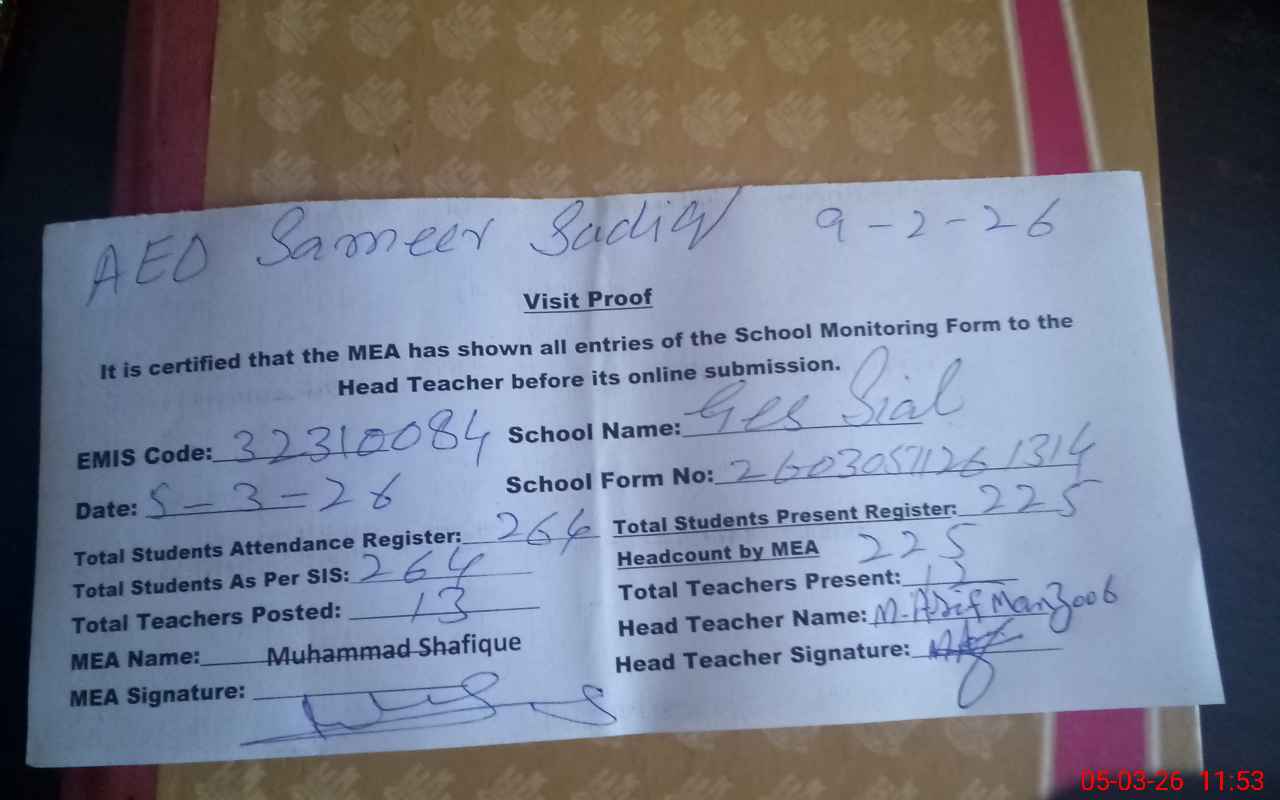 AEO Sameer Sadiq 9-2-26
Visit Proof
It is certified that the MEA has shown all entries of the School Monitoring Form to the
Head Teacher before its online submission.
EMIS Code: 32310084 School Name: Ges Sial
Date: 5-3-26 School Form No: 26030511261314
Total Students Attendance Register: 264 Total Students Present Register: 225
Total Students As Per SIS: 264 Headcount by MEA 225
Total Teachers Posted: 13 Total Teachers Present: 12
MEA Name: Muhammad Shafique Head Teacher Name: M. Asif Manzoor
MEA Signature: Head Teacher Signature:
05-03-26 11:53